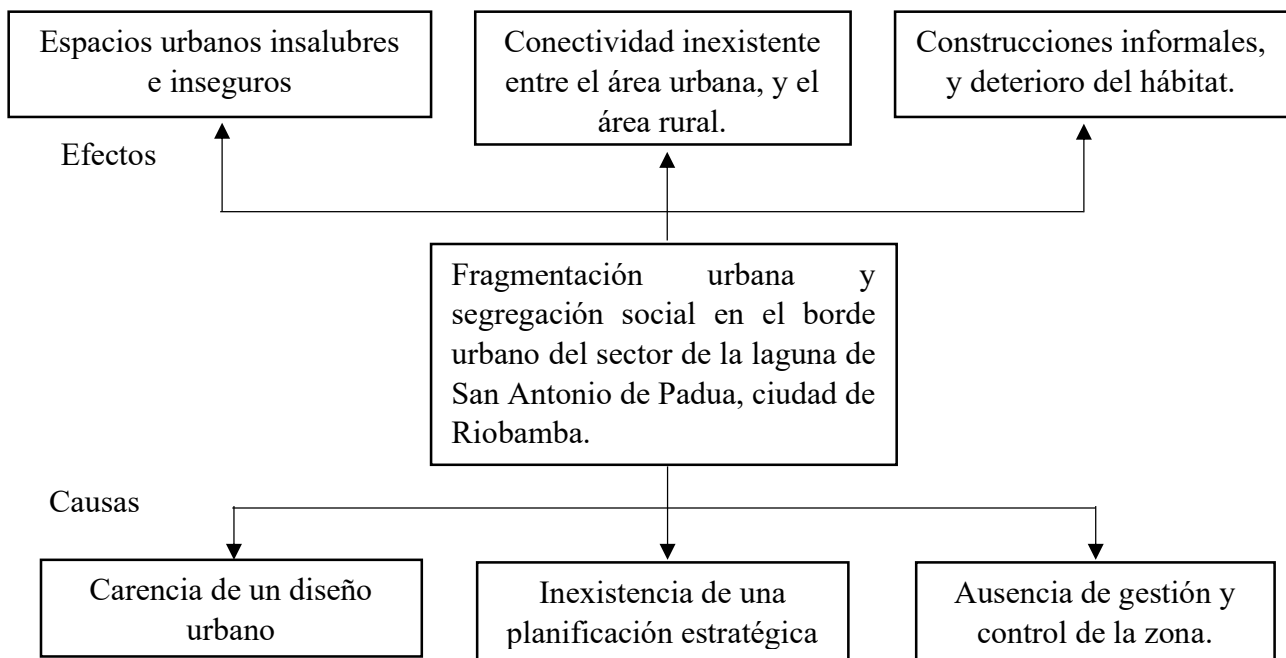 Espacios urbanos insalubres
e inseguros
Conectividad inexistente
entre el área urbana, y el
área rural.
Construcciones informales,
y deterioro del hábitat.
Efectos
Fragmentación urbana y
segregación social en el borde
urbano del sector de la laguna de
San Antonio de Padua, ciudad de
Riobamba.
Causas
Carencia de un diseño
urbano
Inexistencia de una
planificación estratégica
Ausencia de gestión y
control de la zona.